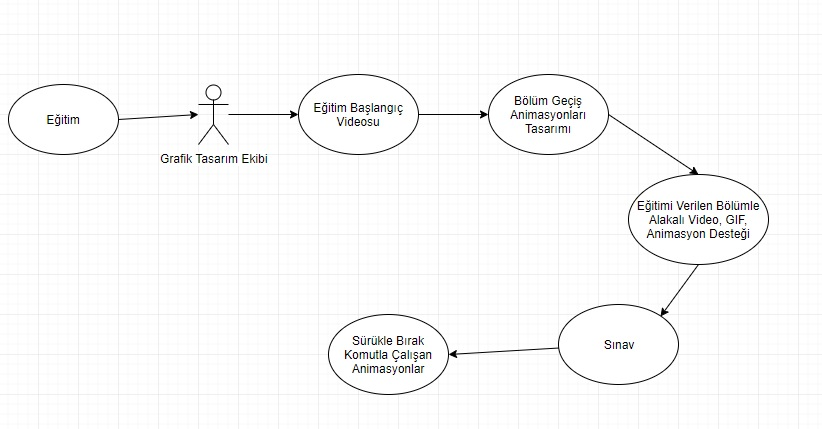 Eğitim
Grafik Tasarım Ekibi
Eğitim Başlangıç
Videosu
Bölüm Geçiş
Animasyonları
Tasarımı
Eğitimi Verilen Bölümle
Alakalı Video, GIF,
Animasyon Desteği
Sınav
Sürükle Bırak
Komutla Çalışan
Animasyonlar